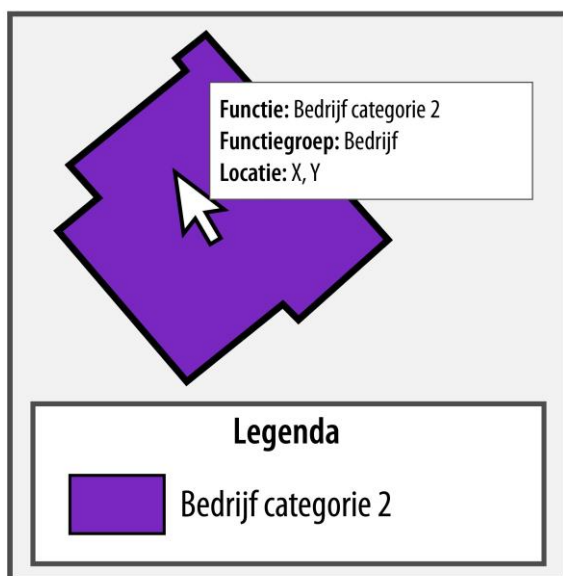 Functie: Bedrijf categorie 2
Functiegroep: Bedrijf
Locatie: X, Y
Legenda
Bedrijf categorie 2